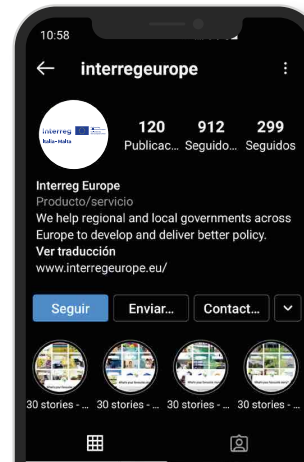 10:58
interregeurope
Interreg
Italia-Malta
120 912 299
Publicac... Seguido... Seguidos
Interreg Europe
Producto/servicio
We help regional and local governments across
Europe to develop and deliver better policy.
Ver traducción
www.interregeurope.eu/
Seguir Enviar... Contact...
30 stories - ... 30 stories - ... 30 stories - ... 30 stories - ...